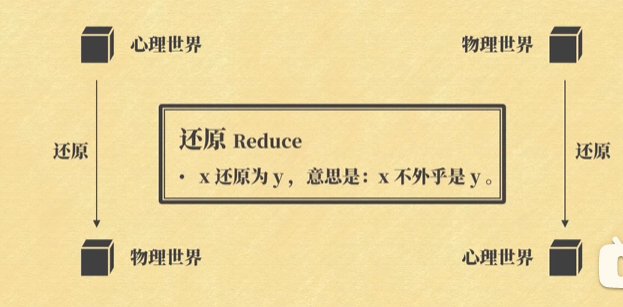 心理世界
物理世界
还原
还原 Reduce
• x 还原为 y，意思是：x 不外乎是 y 。
还原
物理世界
心理世界